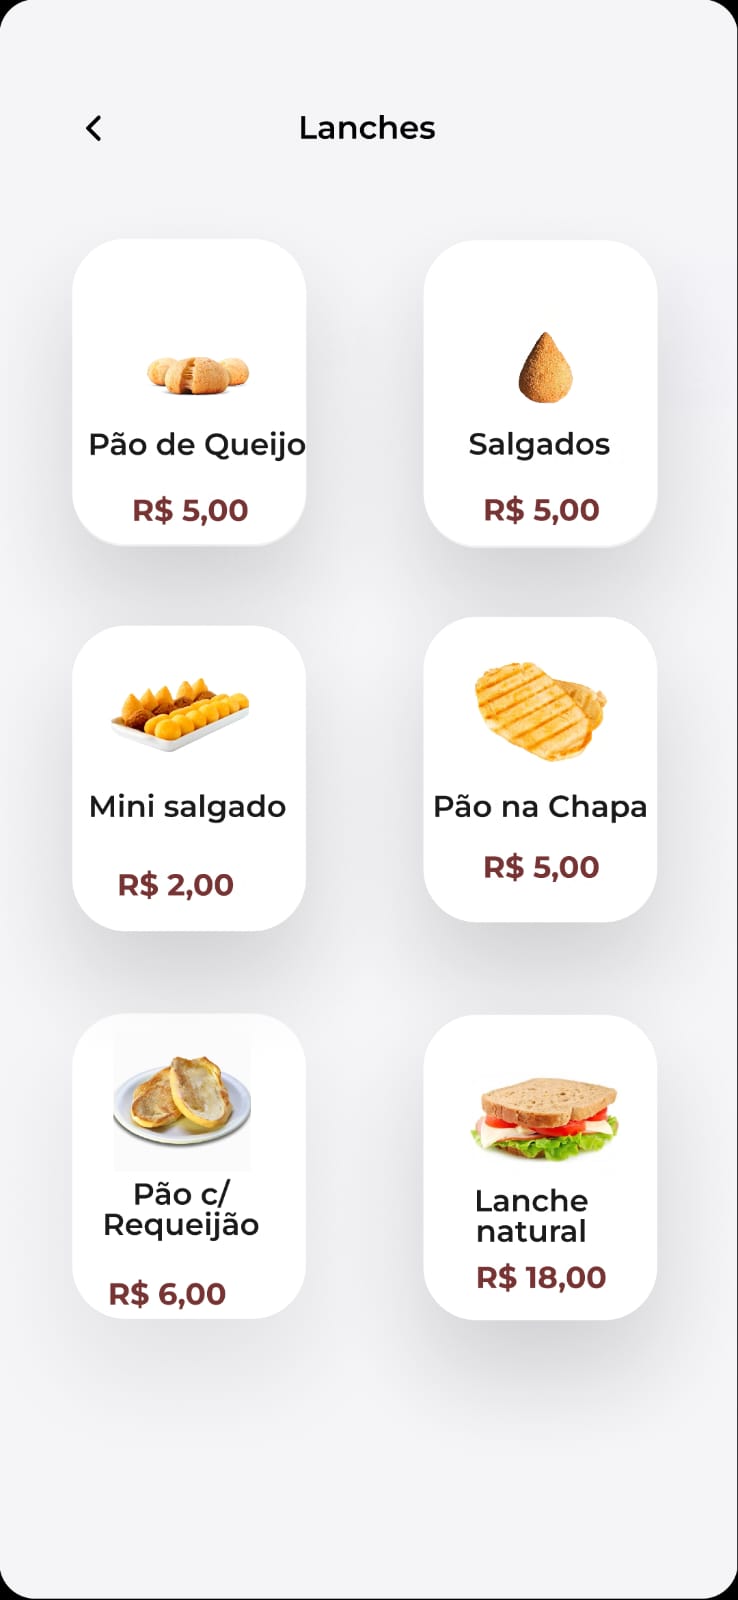 Lanches
Pão de Queijo
R$ 5,00
Salgados
R$ 5,00
Mini salgado
R$ 2,00
Pão na Chapa
R$ 5,00
Pão c/
Requeijão
R$ 6,00
Lanche
natural
R$ 18,00